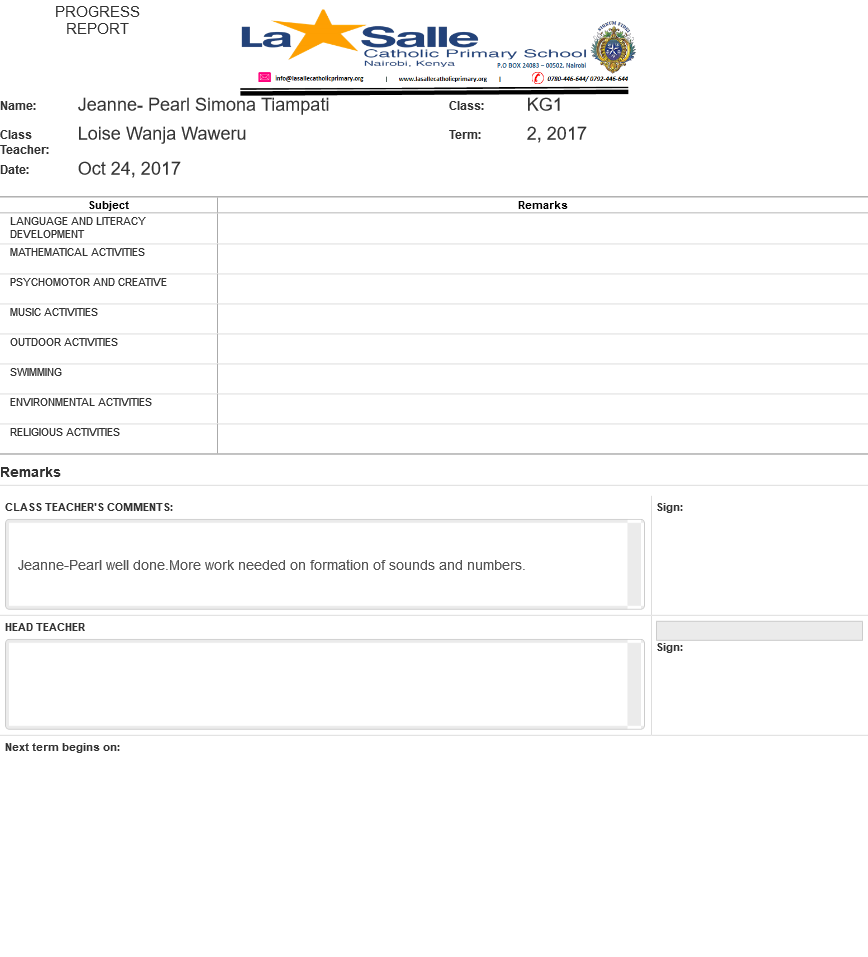 PROGRESS
REPORT
La Salle
Catholic Primary School
Nairobi, Kenya
P.O BOX 24083 – 00502, Nairobi
info@lasallecatholicprimary.org | www.lasallecatholicprimary.org | 0780-446-644/ 0792-446-644
Name: Jeanne- Pearl Simona Tiampati Class: KG1
Class Teacher: Loise Wanja Waweru Term: 2, 2017
Date: Oct 24, 2017
Subject Remarks
LANGUAGE AND LITERACY
DEVELOPMENT
MATHEMATICAL ACTIVITIES
PSYCHOMOTOR AND CREATIVE
MUSIC ACTIVITIES
OUTDOOR ACTIVITIES
SWIMMING
ENVIRONMENTAL ACTIVITIES
RELIGIOUS ACTIVITIES
Remarks
CLASS TEACHER'S COMMENTS: Sign:
Jeanne-Pearl well done.More work needed on formation of sounds and numbers.
HEAD TEACHER
Sign:
Next term begins on: